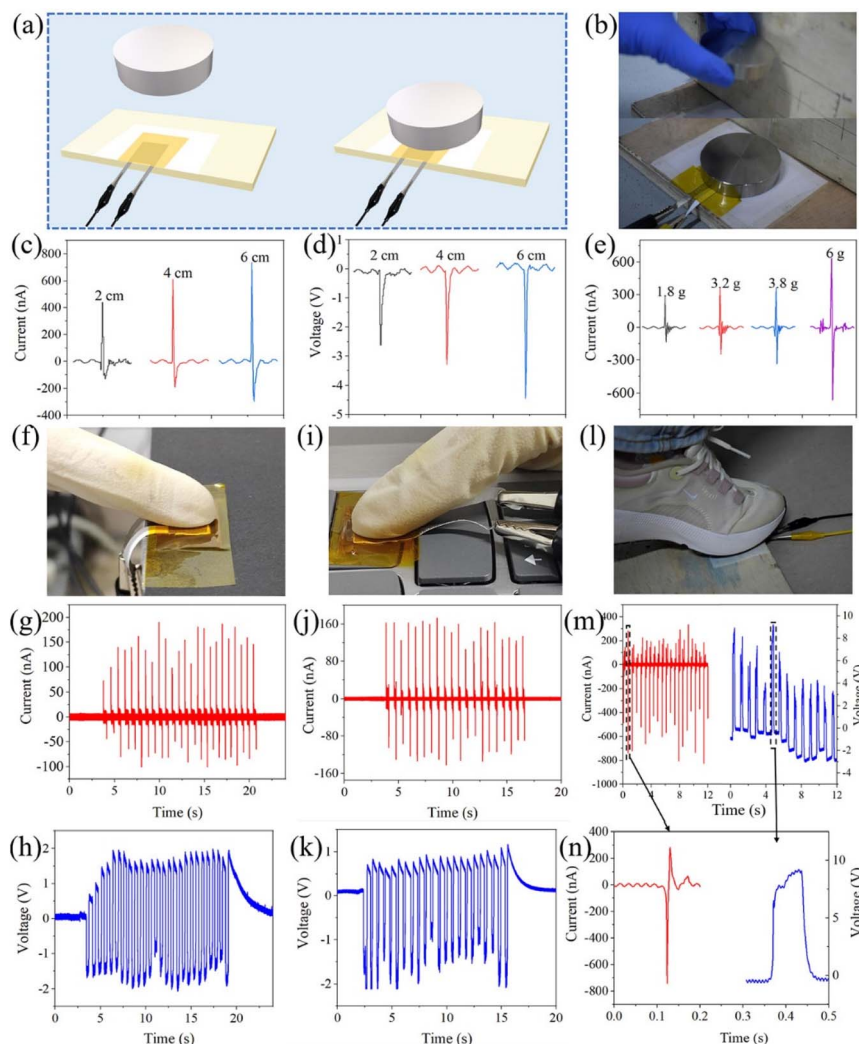 (a)
(b)
(c)
Current (nA)
800
600
400
200
0
-200
-400
2 cm
4 cm
6 cm
(d)
Voltage (V)
1
0
-1
-2
-3
-4
-5
2 cm
4 cm
6 cm
(e)
Current (nA)
600
300
0
-300
-600
1.8 g
3.2 g
3.8 g
6 g
(f)
(i)
(l)
(g)
Current (nA)
200
150
100
50
0
-50
-100
0 5 10 15 20
Time (s)
(j)
Current (nA)
160
80
0
-80
-160
0 5 10 15 20
Time (s)
(m)
Current (nA)
400
200
0
-200
-400
-600
-800
-1000
0 4 8 12 0 4 8 12
Time (s)
10
8
6
4
2
0
-2
-4
Voltage (V)
(h)
Voltage (V)
2
1
0
-1
-2
0 5 10 15 20
Time (s)
(k)
Voltage (V)
1
0
-1
-2
0 5 10 15 20
Time (s)
(n)
Current (nA)
400
200
0
-200
-400
-600
-800
0.0 0.1 0.2 0.3 0.4 0.5
Time (s)
10
5
0
Voltage (V)